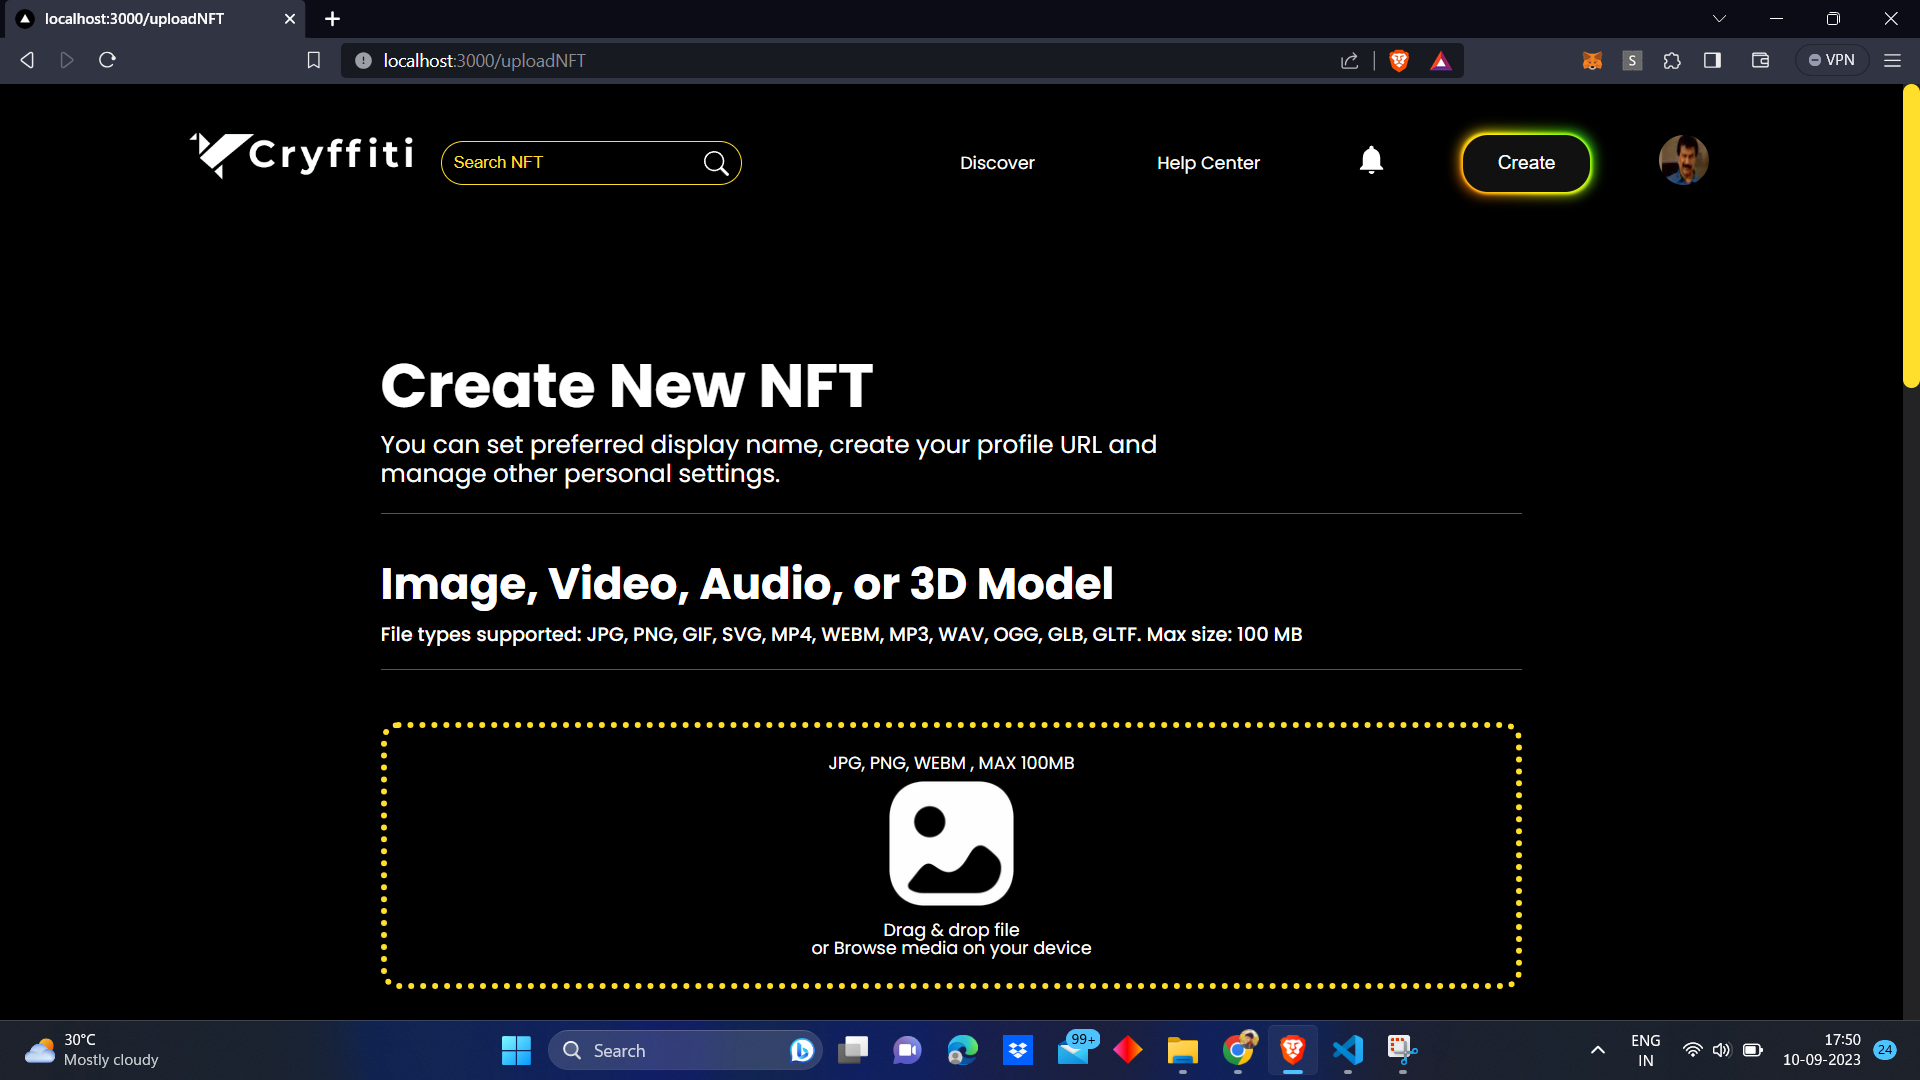 localhost:3000/uploadNFT
localhost:3000/uploadNFT
S
VPN
Cryffiti
Search NFT
Discover
Help Center
Create
Create New NFT
You can set preferred display name, create your profile URL and
manage other personal settings.
Image, Video, Audio, or 3D Model
File types supported: JPG, PNG, GIF, SVG, MP4, WEBM, MP3, WAV, OGG, GLB, GLTF. Max size: 100 MB
JPG, PNG, WEBM , MAX 100MB
Drag & drop file
or Browse media on your device
30°C
Mostly cloudy
Search
99+
ENG
IN
17:50
10-09-2023
24